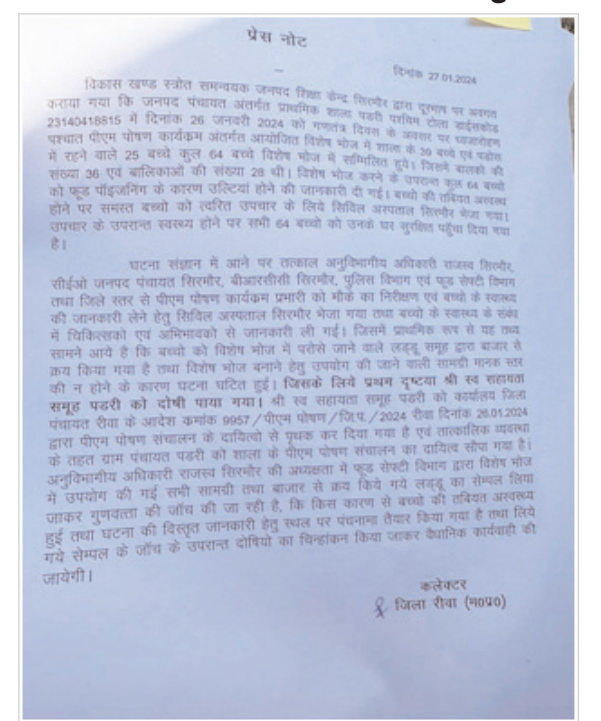 प्रेस नोट
दिनांक 27.01.2024
विकास खण्ड स्त्रोत समन्वयक जनपद शिक्षा केन्द्र सिरमौर द्वारा दूरभाष पर अवगत
कराया गया कि जनपद पंचायत अंतर्गत प्राथमिक शाला पडरी पश्चिम टोला डाईसकोड
23140418815 में दिनांक 26 जनवरी 2024 को गणतंत्र दिवस के अवसर पर ध्वजारोहण
पश्चात पीएम पोषण कार्यक्रम अंतर्गत आयोजित विशेष भोज में शाला के 39 बच्चे एवं पडोस
में रहने वाले 25 बच्चे कुल 64 बच्चे विशेष भोज में सम्मिलित हुये। जिसमें बालको की
संख्या 36 एवं बालिकाओं की संख्या 28 थी। विशेष भोज करने के उपरान्त कुल 64 बच्चो
को फूड पॉइजनिंग के कारण उल्टियां होने की जानकारी दी गई। बच्चो की तबियत अस्वस्थ
होने पर समस्त बच्चो को त्वरित उपचार के लिये सिविल अस्पताल सिरमौर भेजा गया।
उपचार के उपरान्त स्वस्थ्य होने पर सभी 64 बच्चो को उनके घर सुरक्षित पहुँचा दिया गया
है।
घटना संज्ञान में आने पर तत्काल अनुविभागीय अधिकारी राजस्व सिरमौर,
सीईओ जनपद पंचायत सिरमौर, बीआरसीसी सिरमौर, पुलिस विभाग एवं फूड सेफ्टी विभाग
तथा जिले स्तर से पीएम पोषण कार्यक्रम प्रभारी को मौके का निरीक्षण एवं बच्चो के स्वास्थ्य
की जानकारी लेने हेतु सिविल अस्पताल सिरमौर भेजा गया तथा बच्चो के स्वास्थ्य के संबध
में चिकित्सको एवं अभिभावको से जानकारी ली गई। जिसमें प्राथमिक रूप से यह तथ्य
सामने आये है कि बच्चो को विशेष भोज में परोसे जाने वाले लड्डू समूह द्वारा बाजार से
क्रय किया गया है तथा विशेष भोज बनाने हेतु उपयोग की जाने वाली सामग्री मानक स्तर
की न होने के कारण घटना घटित हुई। जिसके लिये प्रथम दृष्टया श्री स्व सहायता
समूह पडरी को दोषी पाया गया। श्री स्व सहायता समूह पडरी को कार्यालय जिला
पंचायत रीवा के आदेश कमांक 9957/पीएम पोषण/जि.प./2024 रीवा दिनांक 26.01.2024
द्वारा पीएम पोषण संचालन के दायित्वो से पृथक कर दिया गया है एवं तात्कालिक व्यवस्था
के तहत ग्राम पंचायत पडरी को शाला के पीएम पोषण संचालन का दायित्व सौपा गया है।
अनुविभागीय अधिकारी राजस्व सिरमौर की अध्यक्षता में फूड सेफ्टी विभाग द्वारा विशेष भोज
में उपयोग की गई सभी सामग्री तथा बाजार से क्रय किये गये लड्डू का सेम्पल लिया
जाकर गुणवत्ता की जॉच की जा रही है, कि किस कारण से बच्चो की तबियत अस्वस्थ्य
हुई तथा घटना की विस्तृत जानकारी हेतु स्थल पर पंचनामा तैयार किया गया है तथा लिये
गये सेम्पल के जॉच के उपरान्त दोषियो का चिन्हांकन किया जाकर वैधानिक कार्यवाही की
जायेगी।
कलेक्टर
जिला रीवा (म०प्र०)